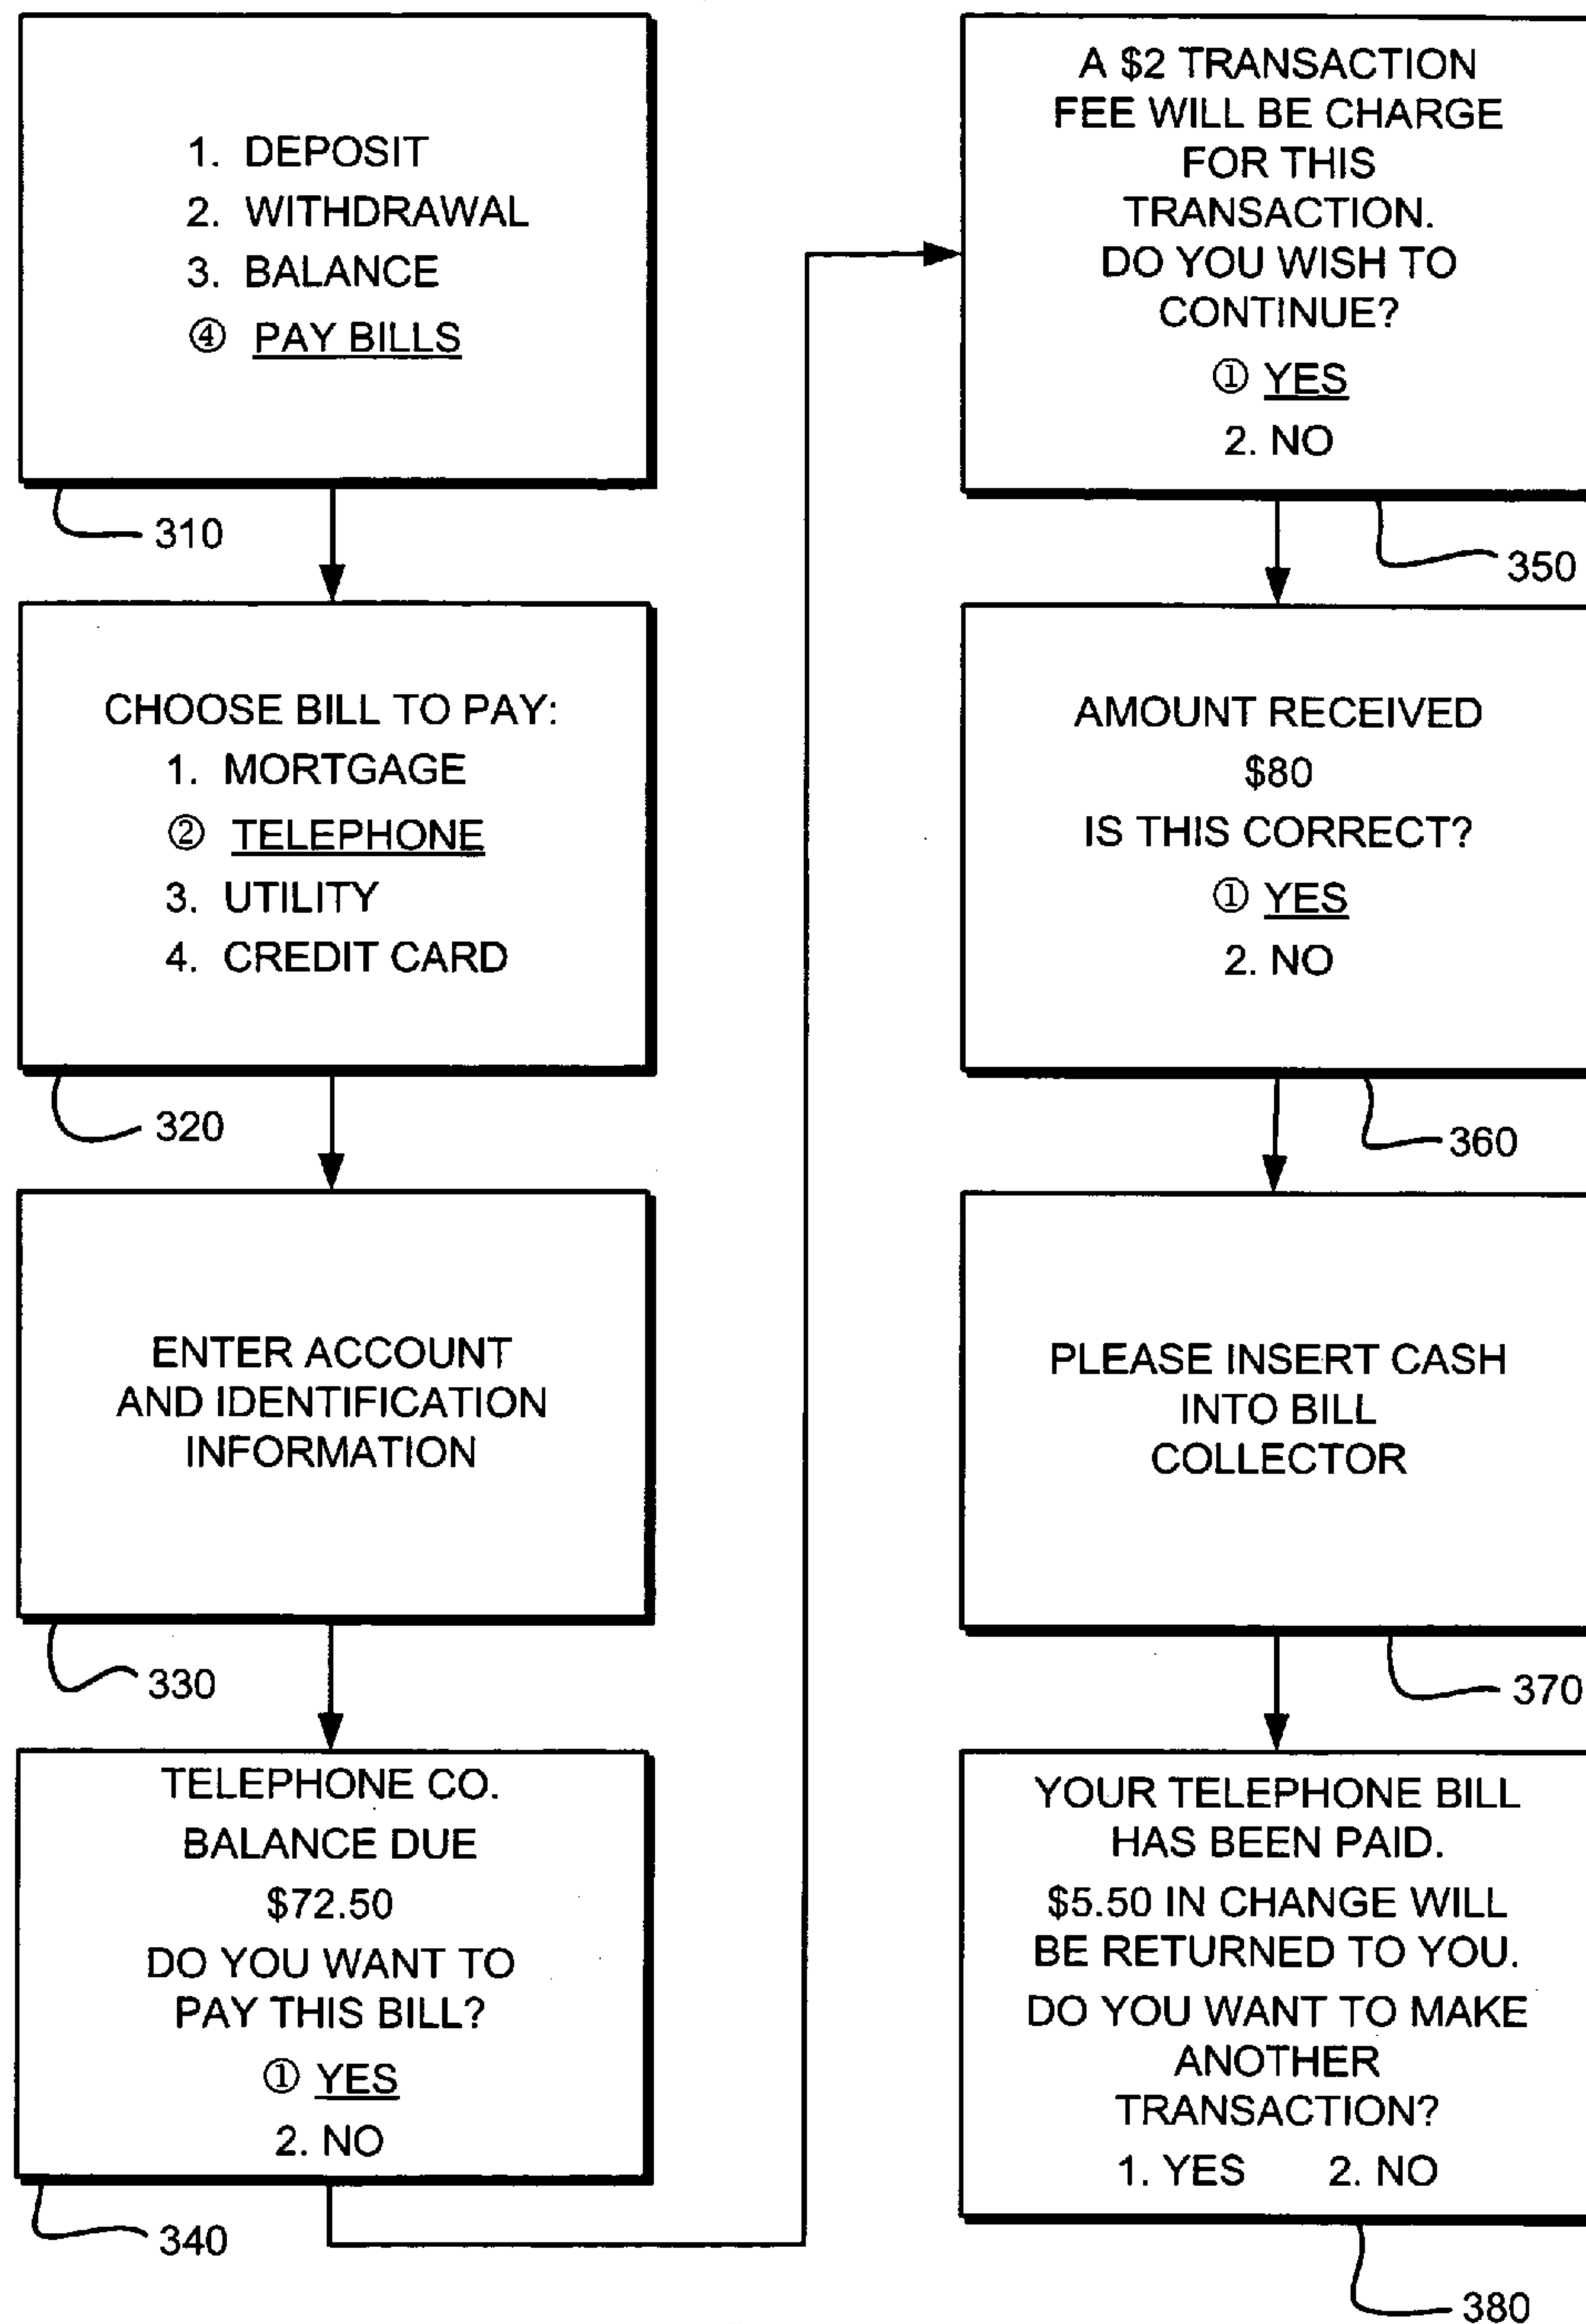 1. DEPOSIT
2. WITHDRAWAL
3. BALANCE
④ PAY BILLS
310
CHOOSE BILL TO PAY:
1. MORTGAGE
② TELEPHONE
3. UTILITY
4. CREDIT CARD
320
ENTER ACCOUNT
AND IDENTIFICATION
INFORMATION
330
TELEPHONE CO.
BALANCE DUE
$72.50
DO YOU WANT TO
PAY THIS BILL?
① YES
2. NO
340
A $2 TRANSACTION
FEE WILL BE CHARGE
FOR THIS
TRANSACTION.
DO YOU WISH TO
CONTINUE?
① YES
2. NO
350
AMOUNT RECEIVED
$80
IS THIS CORRECT?
① YES
2. NO
360
PLEASE INSERT CASH
INTO BILL
COLLECTOR
370
YOUR TELEPHONE BILL
HAS BEEN PAID.
$5.50 IN CHANGE WILL
BE RETURNED TO YOU.
DO YOU WANT TO MAKE
ANOTHER
TRANSACTION?
1. YES 2. NO
380